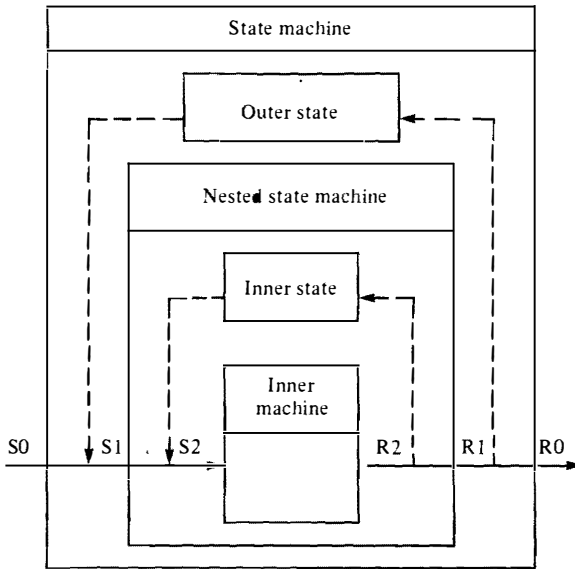 State machine
Outer state
Nested state machine
Inner state
Inner
machine
S0 S1 S2 R2 R1 R0